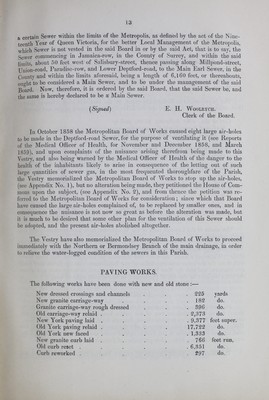 13
a certain Sewer within the limits of the Metropolis, as defined by the act of the Nine-
teenth Year of Queen Victoria, for the better Local Management of the Metropolis,
which Sewer is not vested in the said Board in or by the said Act, that is to say, the
Sewer commencing in Jamaica-row, in the County of Surrey, and within the said
limits, about 50 feet west of Salisbury-street, thence passing along Millpond-street,
Union-road, Paradise-row, and Lower Deptford-road, to the Main East Sewer, in the
County and within the limits aforesaid, being a length of 6,160 feet, or thereabouts,
ought to be considered a Main Sewer, and to be under the management of the said
Board. Now, therefore, it is ordered by the said Board, that the said Sewer be, and
the same is hereby declared to be a Main Sewer.
(Signed) E. H. Woolrych.
Clerk of the Board.
In October 1858 the Metropolitan Board of Works caused eight large air-holes
to be made in the Deptford-road Sewer, for the purpose of ventilating it (see Reports
of the Medical Officer of Health, for November and December 1858, and March
1859), and upon complaints of the nuisance arising therefrom being made to this
Vestry, and also being warned by the Medical Officer of Health of the danger to the
health of the inhabitants likely to arise in consequence of the letting out of such
large quantities of sewer gas, in the most frequented thoroughfare of the Parish,
the Vestry memorialized the Metropolitan Board of Works to stop up the air-holes,
(see Appendix No. 1), but no alteration being made, they petitioned the House of Com-
mons upon the subject, (see Appendix No. 2), and from thence the petition was re-
ferred to the Metropolitan Board of Works for consideration; since which that Board
have caused the large air-holes complained of, to be replaced by smaller ones, and in
consequence the nuisance is not now so great as before the alteration was made, but
it is much to be desired that some other plan for the ventilation of this Sewer should
be adopted, and the present air-holes abolished altogether.
The Vestry have also memorialized the Metropolitan Board of Works to proceed
immediately with the Northern or Bermondsey Branch of the main drainage, in order
to relieve the water-logged condition of the sewers in this Parish.
PAVING WORKS.
The following works have been done with new and old stone:—
New dressed crossings and channels . . . 225 yards
New granite carriage-way . . . 182 do.
Granite carriage-way rough dressed . . . 396 do.
Old carriage-way relaid . . . 2,273 do.
New York paving laid . . . 9,377 feet super.
Old York paving relaid . . . 17,722 do.
Old York new faced . . . 1,333 do.
New granite curb laid . . . 766 feet run.
Old curb reset . . . 6,351 do.
Curb reworked . . . 297 do.